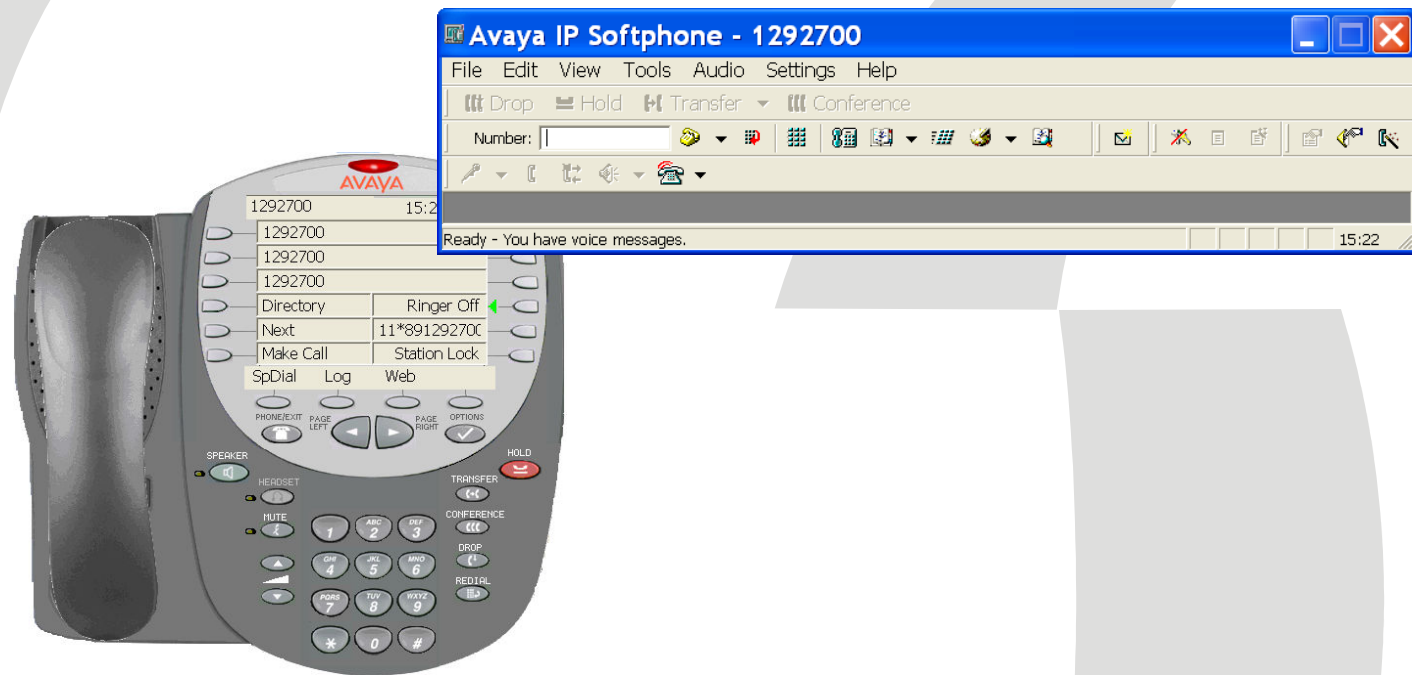 Avaya IP Softphone - 1292700
File Edit View Tools Audio Settings Help
Drop Hold Transfer Conference
Number:
Ready - You have voice messages. 15:22
AVAYA
1292700 15:2
1292700
1292700
1292700
Directory Ringer Off
Next 11*891292700
Make Call Station Lock
SpDial Log Web
PHONE/EXIT PAGE LEFT PAGE RIGHT OPTIONS
SPEAKER HOLD
HEADSET TRANSFER
MUTE CONFERENCE
1 ABC 2 DEF 3
DROP
GHI 4 JKL 5 MNO 6
REDIAL
PQRS 7 TUV 8 WXYZ 9
* 0 #